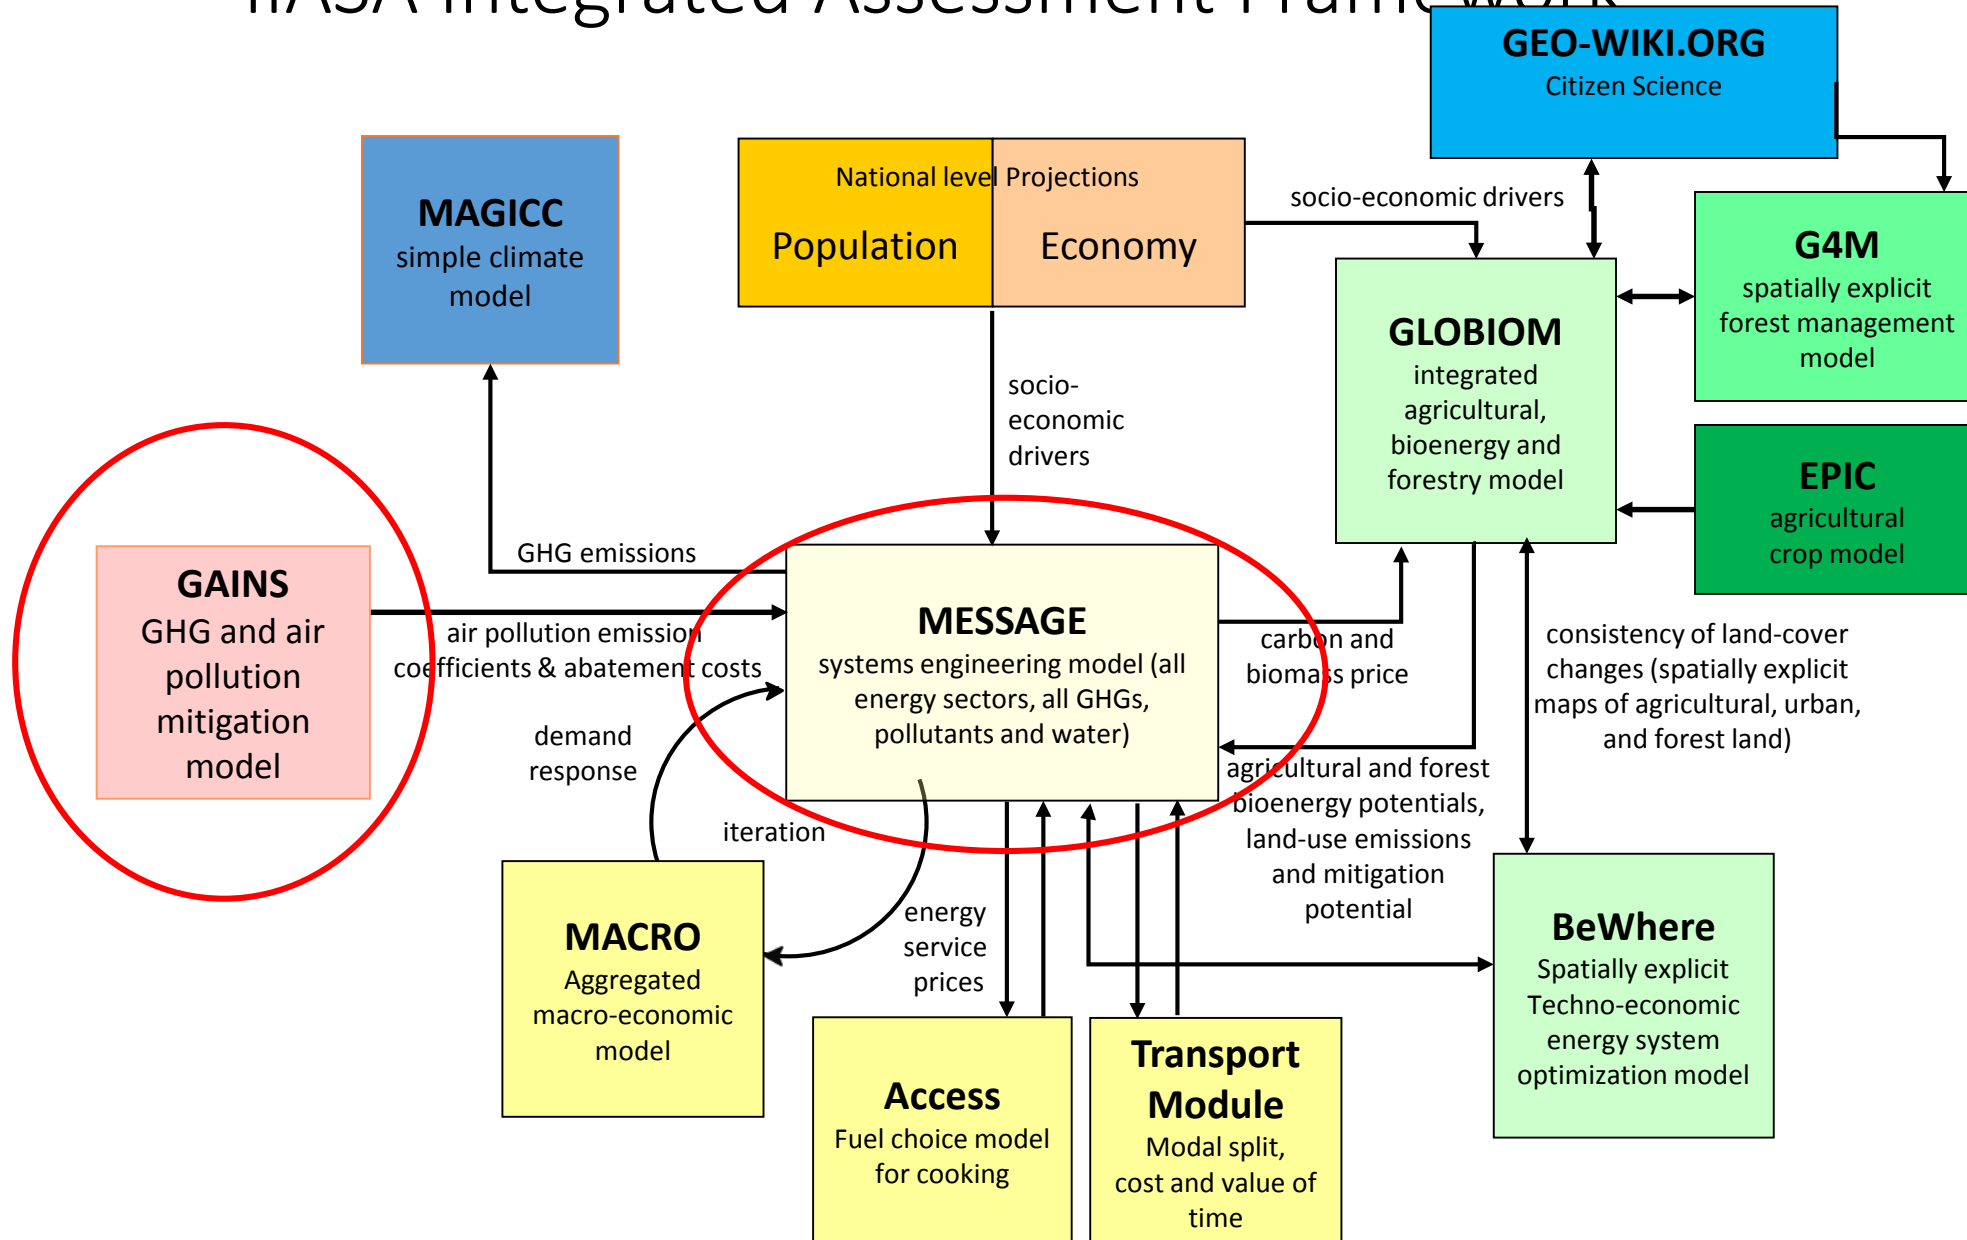 IIASA Integrated Assessment Framework
GEO-WIKI.ORG
Citizen Science
MAGICC
simple climate
model
National level Projections
Population
Economy
socio-economic drivers
G4M
spatially explicit
forest management
model
GLOBIOM
integrated
agricultural,
bioenergy and
forestry model
socio-
economic
drivers
EPIC
agricultural
crop model
GHG emissions
GAINS
GHG and air
pollution
mitigation
model
air pollution emission
coefficients & abatement costs
MESSAGE
systems engineering model (all
energy sectors, all GHGs,
pollutants and water)
carbon and
biomass price
consistency of land-cover
changes (spatially explicit
maps of agricultural, urban,
and forest land)
demand
response
iteration
agricultural and forest
bioenergy potentials,
land-use emissions
and mitigation
potential
energy
service
prices
MACRO
Aggregated
macro-economic
model
BeWhere
Spatially explicit
Techno-economic
energy system
optimization model
Access
Fuel choice model
for cooking
Transport
Module
Modal split,
cost and value of
time